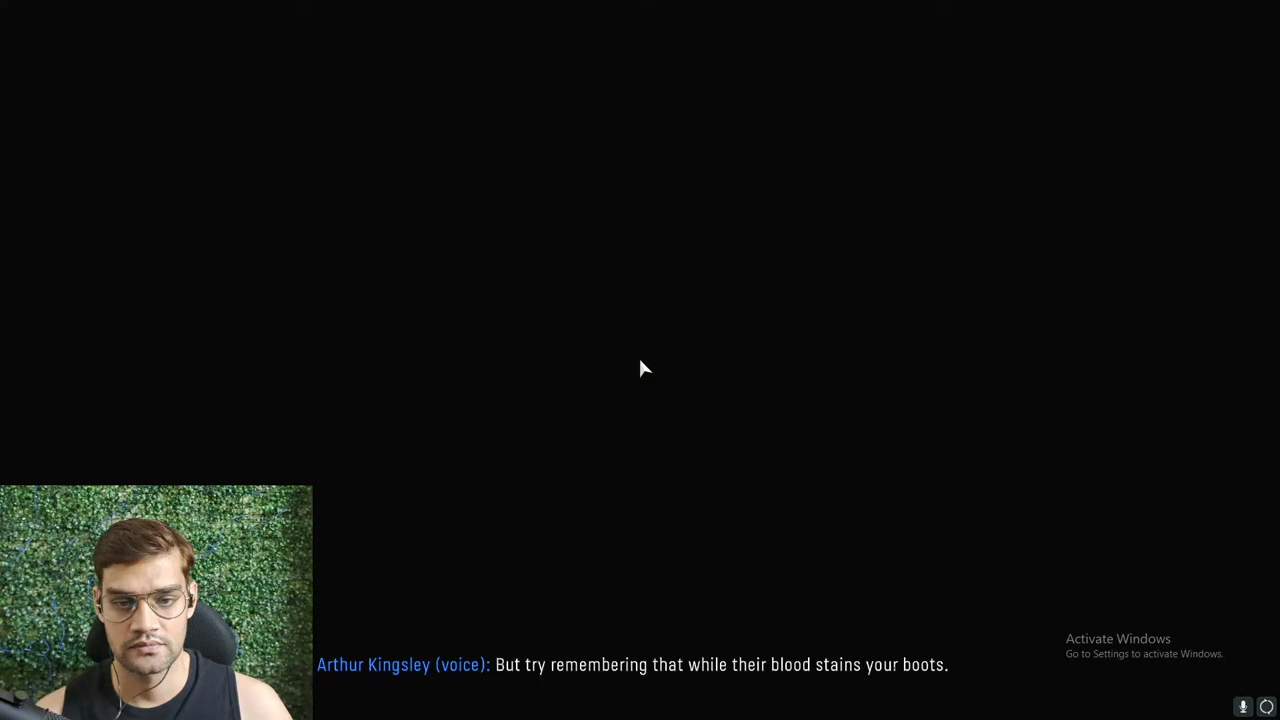 Activate Windows
Go to Settings to activate Windows.
Arthur Kingsley (voice): But try remembering that while their blood stains your boots.